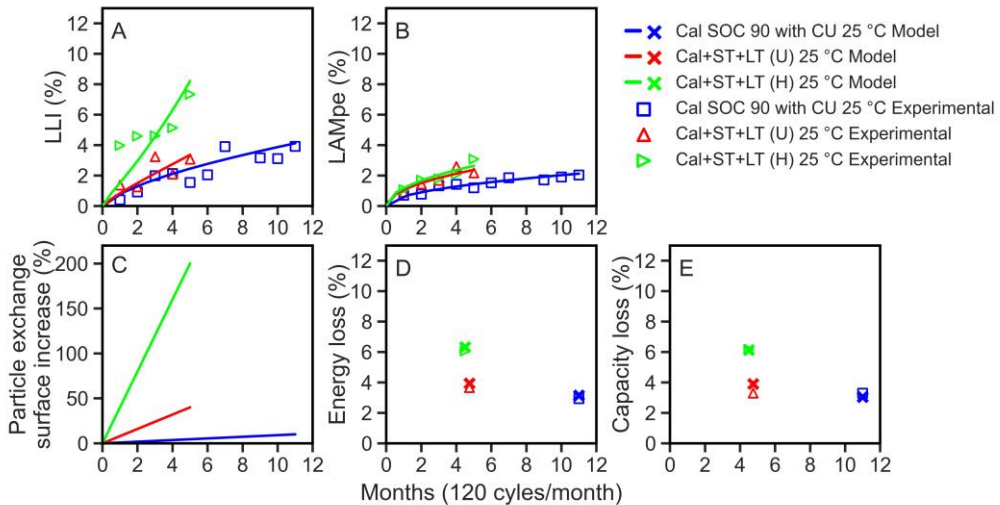 A
LLI (%)
12
10
8
6
4
2
0
0 2 4 6 8 10 12
B
LAMpe (%)
12
10
8
6
4
2
0
0 2 4 6 8 10 12
Cal SOC 90 with CU 25 °C Model
Cal+ST+LT (U) 25 °C Model
Cal+ST+LT (H) 25 °C Model
Cal SOC 90 with CU 25 °C Experimental
Cal+ST+LT (U) 25 °C Experimental
Cal+ST+LT (H) 25 °C Experimental
C
Particle exchange
surface increase (%)
200
150
100
50
0
0 2 4 6 8 10 12
D
Energy loss (%)
12
10
8
6
4
2
0
0 2 4 6 8 10 12
E
Capacity loss (%)
12
10
8
6
4
2
0
0 2 4 6 8 10 12
Months (120 cyles/month)